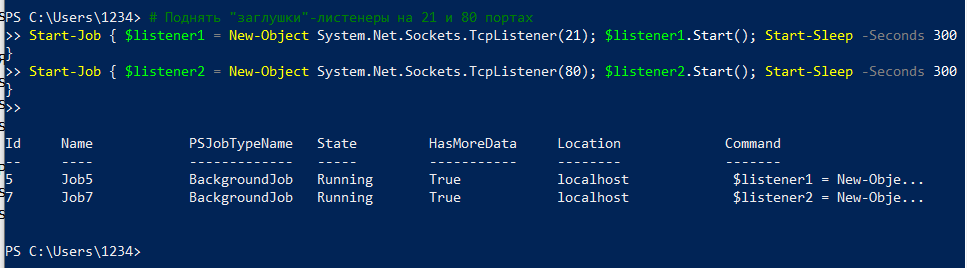 PS C:\Users\1234> # Поднять "заглушки"-листенеры на 21 и 80 портах
>> Start-Job { $listener1 = New-Object System.Net.Sockets.TcpListener(21); $listener1.Start(); Start-Sleep -Seconds 300
}
>> Start-Job { $listener2 = New-Object System.Net.Sockets.TcpListener(80); $listener2.Start(); Start-Sleep -Seconds 300
}
>>
Id Name PSJobTypeName State HasMoreData Location Command
-- ---- ------------- ----- ----------- -------- -------
5 Job5 BackgroundJob Running True localhost $listener1 = New-Obje...
7 Job7 BackgroundJob Running True localhost $listener2 = New-Obje...
PS C:\Users\1234>